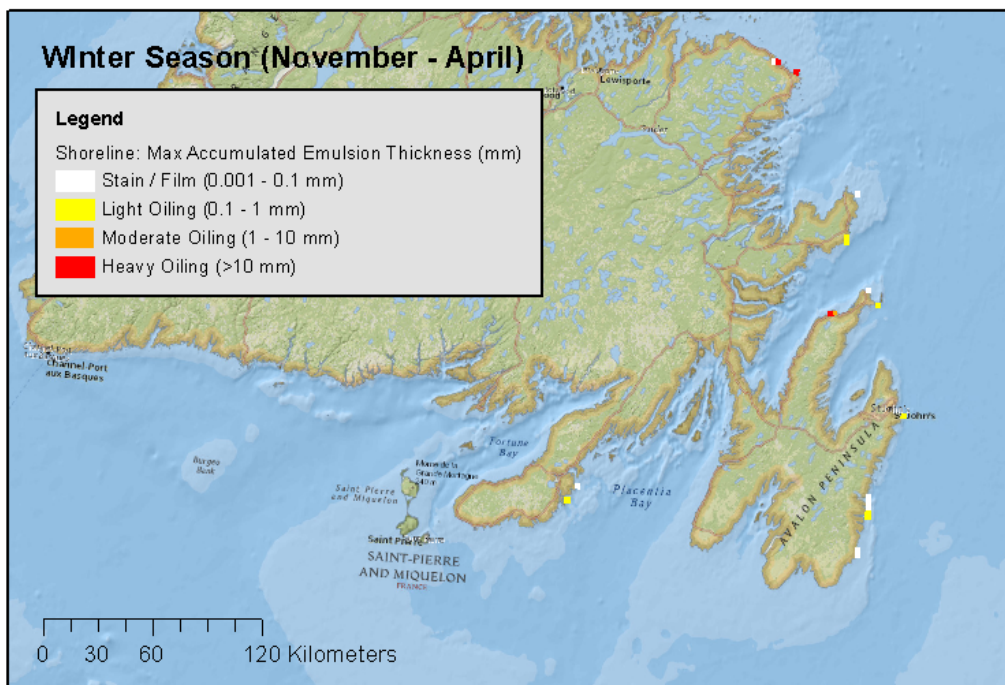 WInter Season (November - April)
Legend
Shoreline: Max Accumulated Emulsion Thickness (mm)
Stain / Film (0.001 - 0.1 mm)
Light Oiling (0.1 - 1 mm)
Moderate Oiling (1 - 10 mm)
Heavy Oiling (>10 mm)
Lewisporte
Channel-Port
aux Basques
Burgeo
Bank
Fortune
Bay
Placentia
Bay
Saint Pierre
and Miquelon
Saint Pierre
SAINT-PIERRE
AND MIQUELON
FRANCE
AVALON PENINSULA
0 30 60 120 Kilometers